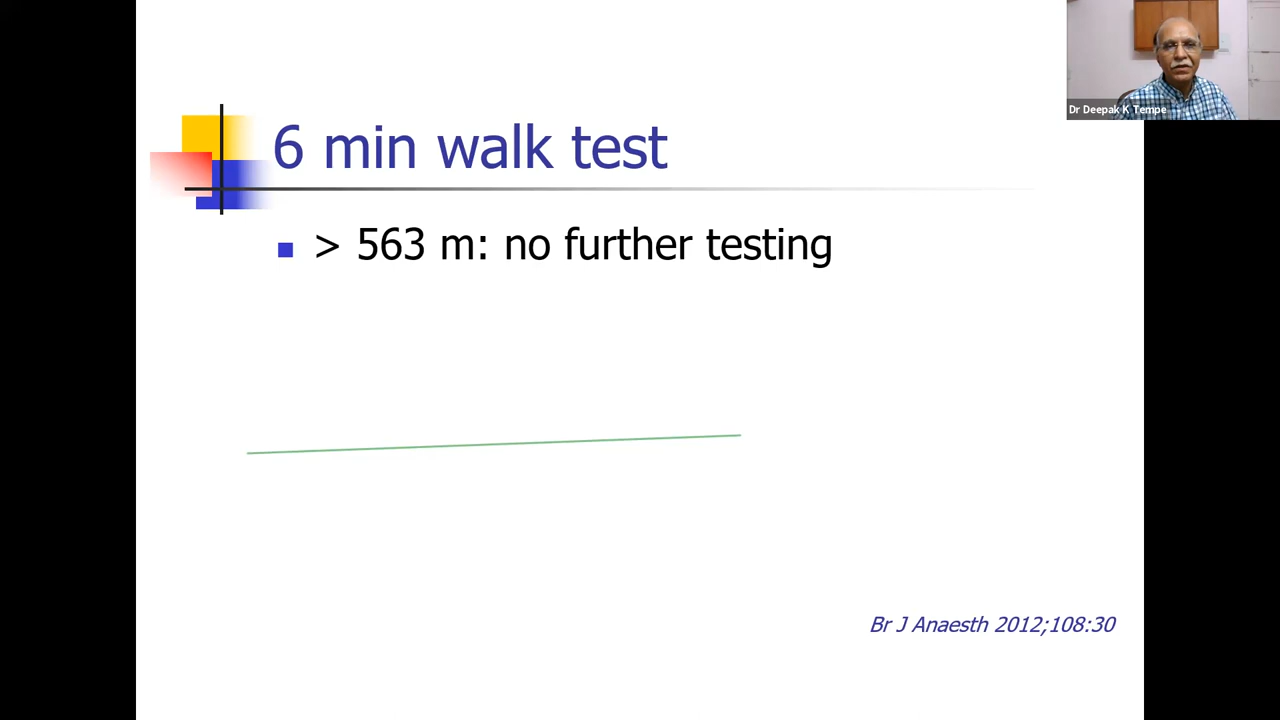 Dr Deepak K Tempe
6 min walk test
> 563 m: no further testing
Br J Anaesth 2012;108:30